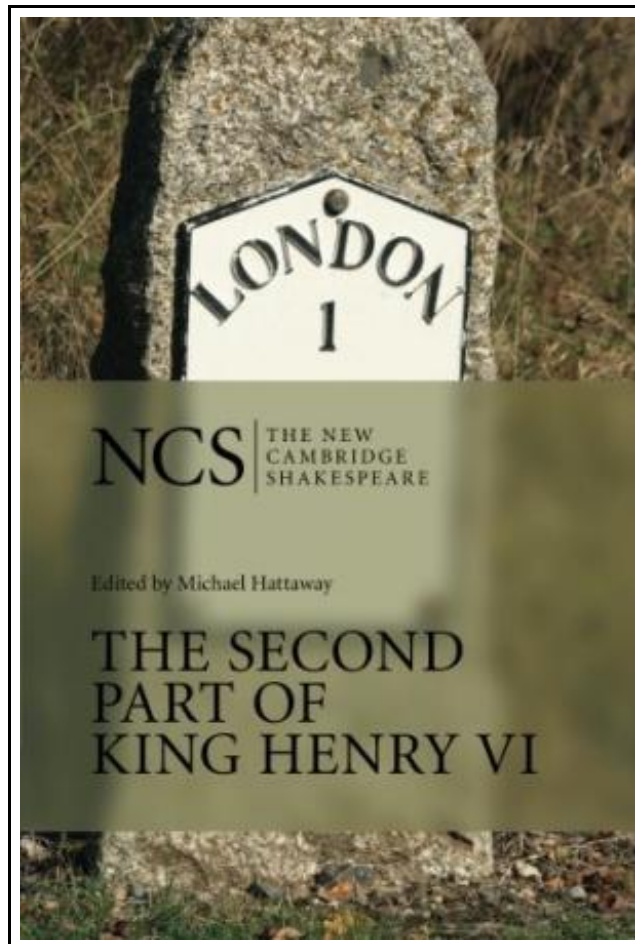 LONDON
1
NCS
THE NEW
CAMBRIDGE
SHAKESPEARE
Edited by Michael Hattaway
THE SECOND
PART OF
KING HENRY VI